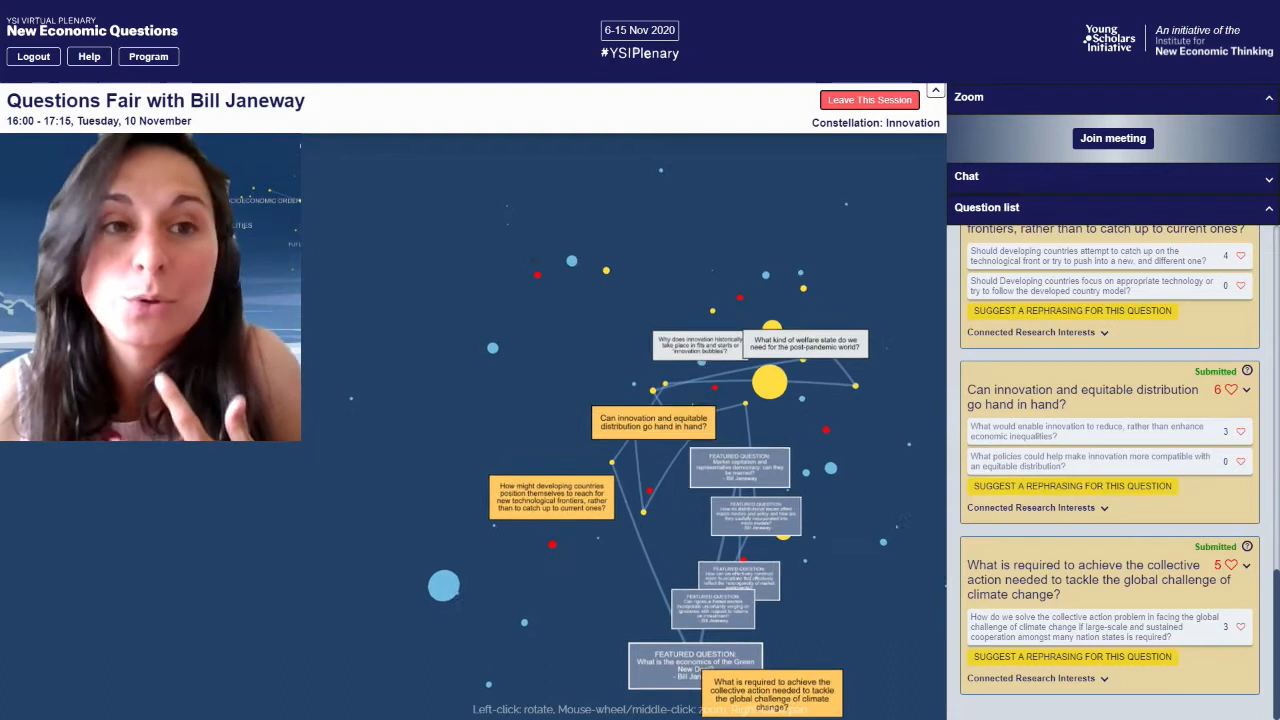 YSI VIRTUAL PLENARY
New Economic Questions
Logout
Help
Program
6-15 Nov 2020
#YSIPlenary
Young
Scholars
Initiative
An initiative of the
Institute for
New Economic Thinking
Questions Fair with Bill Janeway
16:00 - 17:15, Tuesday, 10 November
Leave This Session
Constellation: Innovation
Why does innovation historically
take place in fits and starts or
'innovation bubbles'?
What kind of welfare state do we
need for the post-pandemic world?
Can innovation and equitable
distribution go hand in hand?
FEATURED QUESTION:
Market capitalism and
representative democracy: can they
be married?
- Bill Janeway
How might developing countries
position themselves to reach for
new technological frontiers, rather
than to catch up to current ones?
FEATURED QUESTION:
- Bill Janeway
FEATURED QUESTION:
FEATURED QUESTION:
- Bill Janeway
FEATURED QUESTION:
What is the economics of the Green
New
- Bill
What is required to achieve the
collective action needed to tackle
the global challenge of climate
change?
Left-click: rotate, Mouse-wheel/middle-click:
Zoom
Join meeting
Chat
Question list
frontiers, rather than to catch up to current ones?
Should developing countries attempt to catch up on the
technological front or try to push into a new, and different one?
4
Should Developing countries focus on appropriate technology or
try to follow the developed country model?
0
SUGGEST A REPHRASING FOR THIS QUESTION
Connected Research Interests
Submitted
Can innovation and equitable distribution
go hand in hand?
6
What would enable innovation to reduce, rather than enhance
economic inequalities?
3
What policies could help make innovation more compatible with
an equitable distribution?
0
SUGGEST A REPHRASING FOR THIS QUESTION
Connected Research Interests
Submitted
What is required to achieve the collective
action needed to tackle the global challenge of
climate change?
5
How do we solve the collective action problem in facing the global
challenge of climate change if large-scale and sustained
cooperation amongst many nation states is required?
3
SUGGEST A REPHRASING FOR THIS QUESTION
Connected Research Interests